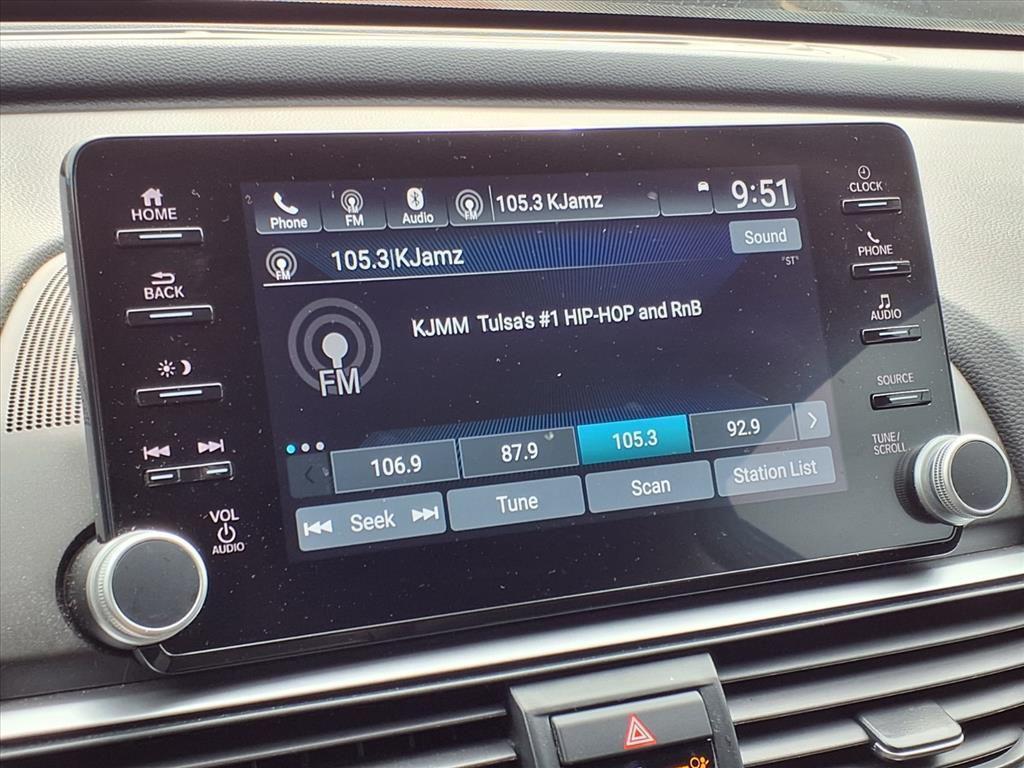 HOME
BACK
VOL
AUDIO
Phone
FM
Audio
FM
105.3 KJamz
9:51
105.3|KJamz
FM
Sound
"ST"
FM
KJMM Tulsa's #1 HIP-HOP and RnB
106.9
87.9
105.3
92.9
Seek
Tune
Scan
Station List
CLOCK
PHONE
AUDIO
SOURCE
TUNE/
SCROLL